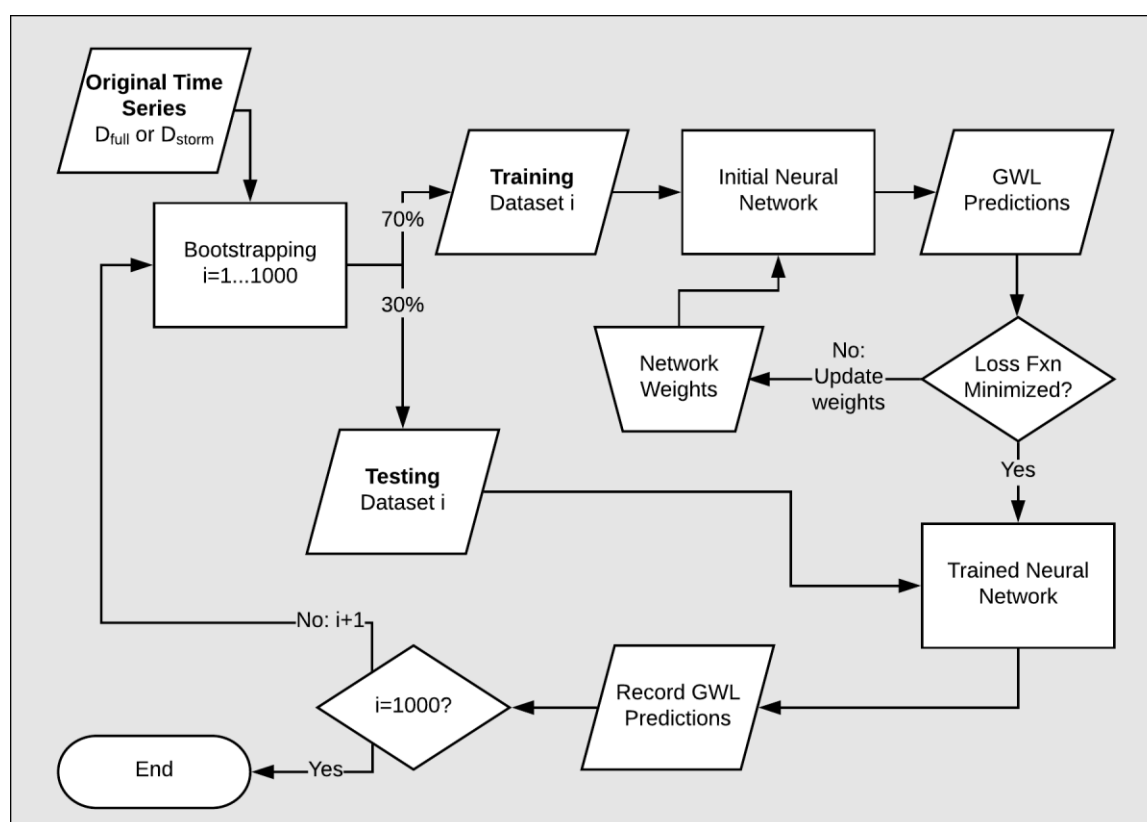 Original Time
Series
Dfull or Dstorm
Bootstrapping
i=1...1000
70%
30%
Training
Dataset i
Initial Neural
Network
GWL
Predictions
Loss Fxn
Minimized?
No:
Update
weights
Network
Weights
Yes
Testing
Dataset i
Trained Neural
Network
Record GWL
Predictions
i=1000?
No: i+1
Yes
End